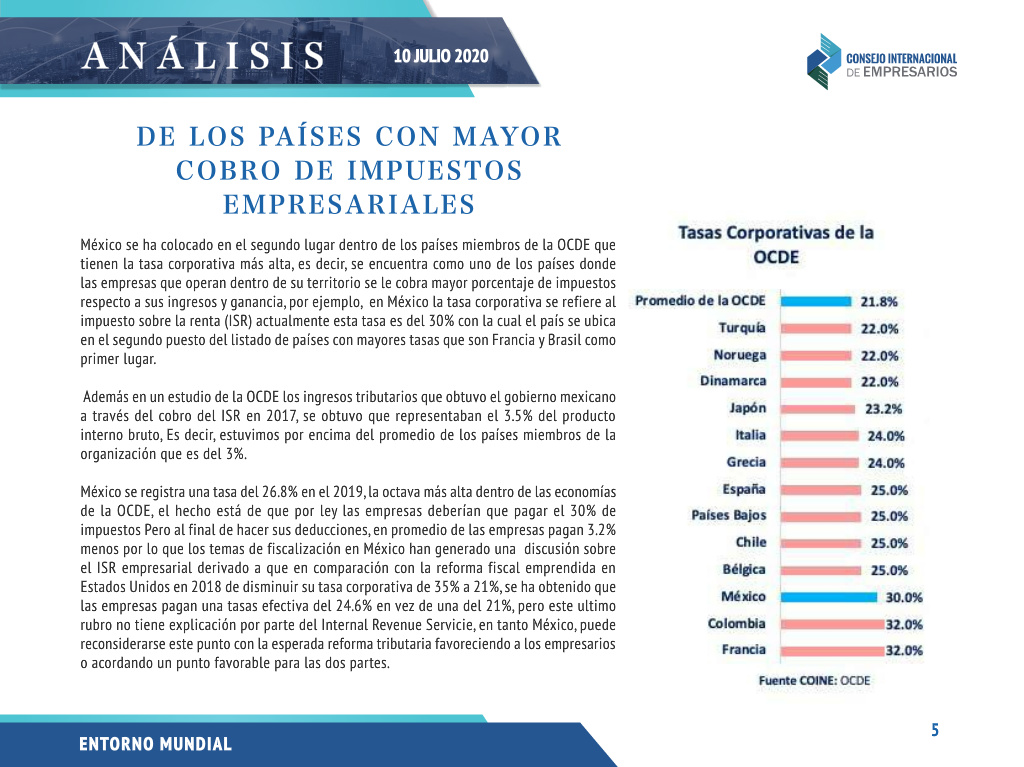 ANÁLISIS
10 JULIO 2020
CONSEJO INTERNACIONAL
DE EMPRESARIOS
DE LOS PAÍSES CON MAYOR
COBRO DE IMPUESTOS
EMPRESARIALES
México se ha colocado en el segundo lugar dentro de los países miembros de la OCDE que
tienen la tasa corporativa más alta, es decir, se encuentra como uno de los países donde
las empresas que operan dentro de su territorio se le cobra mayor porcentaje de impuestos
respecto a sus ingresos y ganancia, por ejemplo, en México la tasa corporativa se refiere al
impuesto sobre la renta (ISR) actualmente esta tasa es del 30% con la cual el país se ubica
en el segundo puesto del listado de países con mayores tasas que son Francia y Brasil como
primer lugar.
Además en un estudio de la OCDE los ingresos tributarios que obtuvo el gobierno mexicano
a través del cobro del ISR en 2017, se obtuvo que representaban el 3.5% del producto
interno bruto, Es decir, estuvimos por encima del promedio de los países miembros de la
organización que es del 3%.
México se registra una tasa del 26.8% en el 2019, la octava más alta dentro de las economías
de la OCDE, el hecho está de que por ley las empresas deberían que pagar el 30% de
impuestos Pero al final de hacer sus deducciones, en promedio de las empresas pagan 3.2%
menos por lo que los temas de fiscalización en México han generado una discusión sobre
el ISR empresarial derivado a que en comparación con la reforma fiscal emprendida en
Estados Unidos en 2018 de disminuir su tasa corporativa de 35% a 21%, se ha obtenido que
las empresas pagan una tasas efectiva del 24.6% en vez de una del 21%, pero este ultimo
rubro no tiene explicación por parte del Internal Revenue Servicie, en tanto México, puede
reconsiderarse este punto con la esperada reforma tributaria favoreciendo a los empresarios
o acordando un punto favorable para las dos partes.
Tasas Corporativas de la
OCDE
Promedio de la OCDE 21.8%
Turquía 22.0%
Noruega 22.0%
Dinamarca 22.0%
Japón 23.2%
Italia 24.0%
Grecia 24.0%
España 25.0%
Países Bajos 25.0%
Chile 25.0%
Bélgica 25.0%
México 30.0%
Colombia 32.0%
Francia 32.0%
Fuente COINE: OCDE
ENTORNO MUNDIAL
5